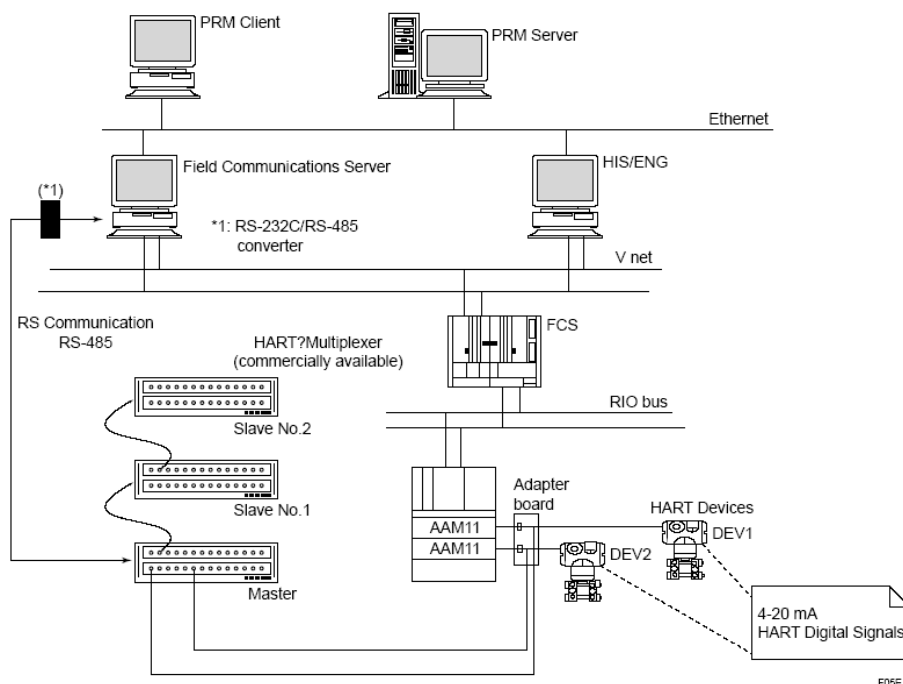 PRM Client
PRM Server
Ethernet
Field Communications Server
HIS/ENG
(*1)
*1: RS-232C/RS-485
converter
V net
RS Communication
RS-485
HART?Multiplexer
(commercially available)
FCS
RIO bus
Slave No.2
Slave No.1
Master
Adapter
board
AAM11
AAM11
HART Devices
DEV1
DEV2
4-20 mA
HART Digital Signals